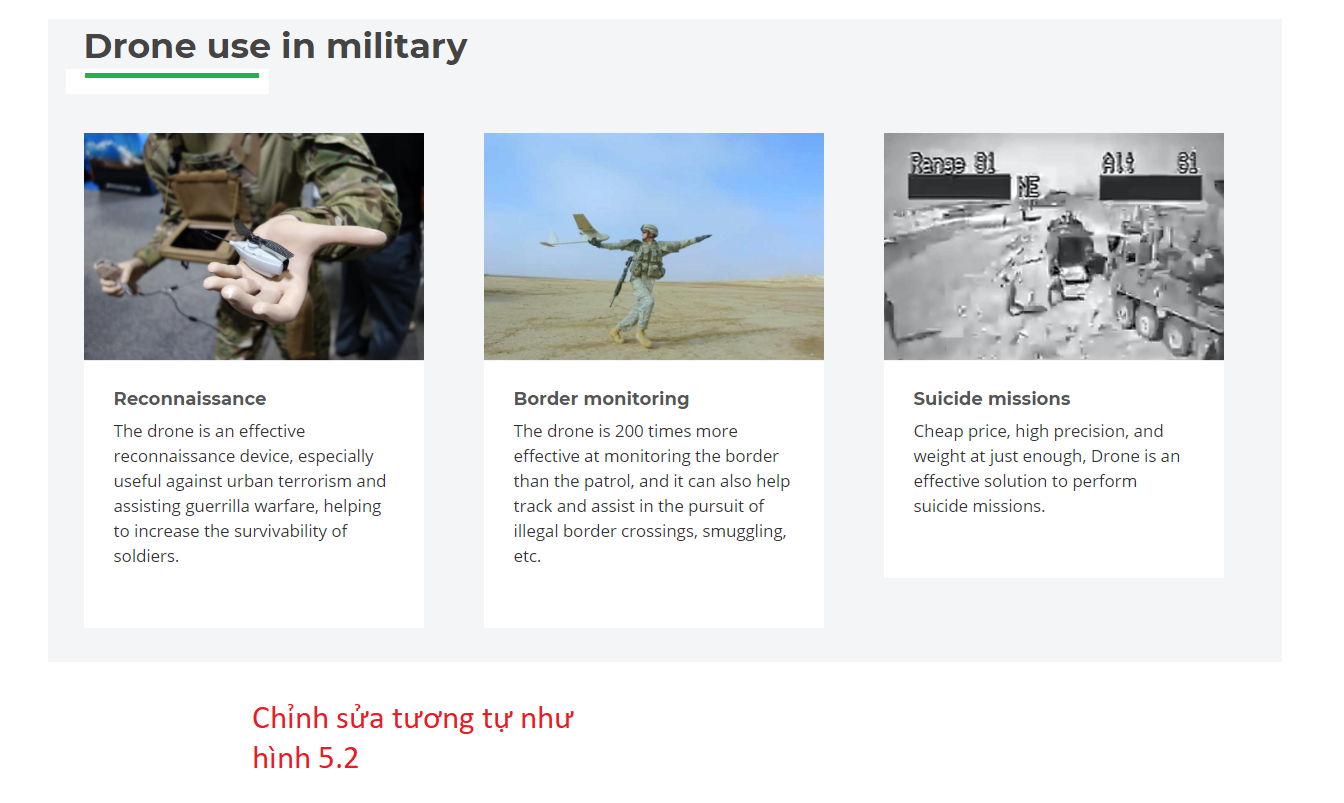 Drone use in military
Range 81
NE
Alt 81
Reconnaissance
The drone is an effective
reconnaissance device, especially
useful against urban terrorism and
assisting guerrilla warfare, helping
to increase the survivability of
soldiers.
Border monitoring
The drone is 200 times more
effective at monitoring the border
than the patrol, and it can also help
track and assist in the pursuit of
illegal border crossings, smuggling,
etc.
Suicide missions
Cheap price, high precision, and
weight at just enough, Drone is an
effective solution to perform
suicide missions.
Chỉnh sửa tương tự như
hình 5.2